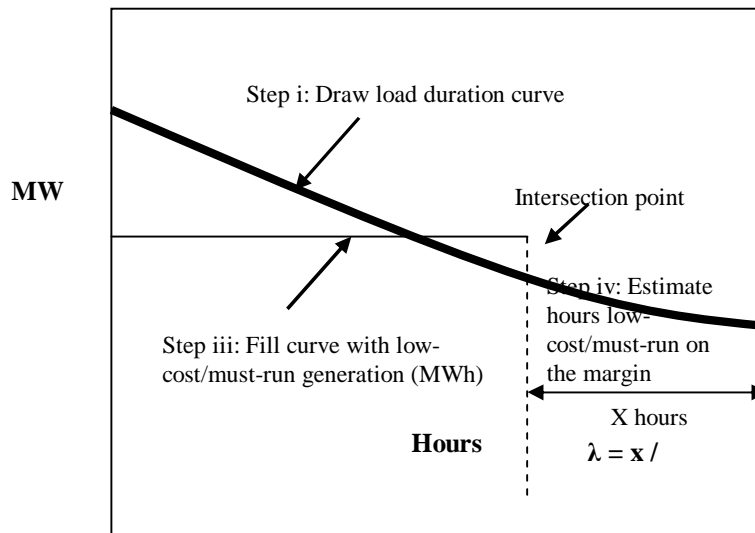 Step i: Draw load duration curve
MW
Intersection point
Step iv: Estimate
hours low-
cost/must-run on
the margin
Step iii: Fill curve with low-
cost/must-run generation (MWh)
X hours
Hours
λ = x /